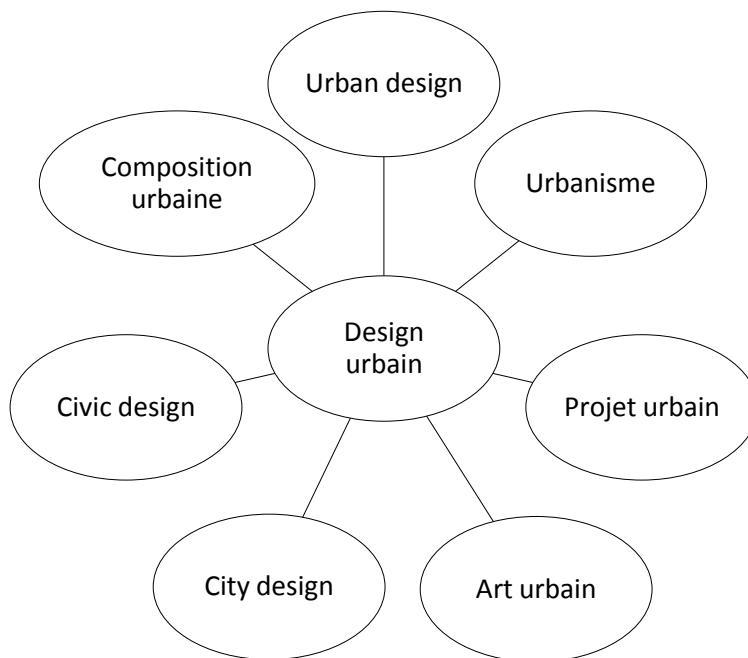 Urban design
Composition
urbaine
Urbanisme
Design
urbain
Civic design
Projet urbain
City design
Art urbain